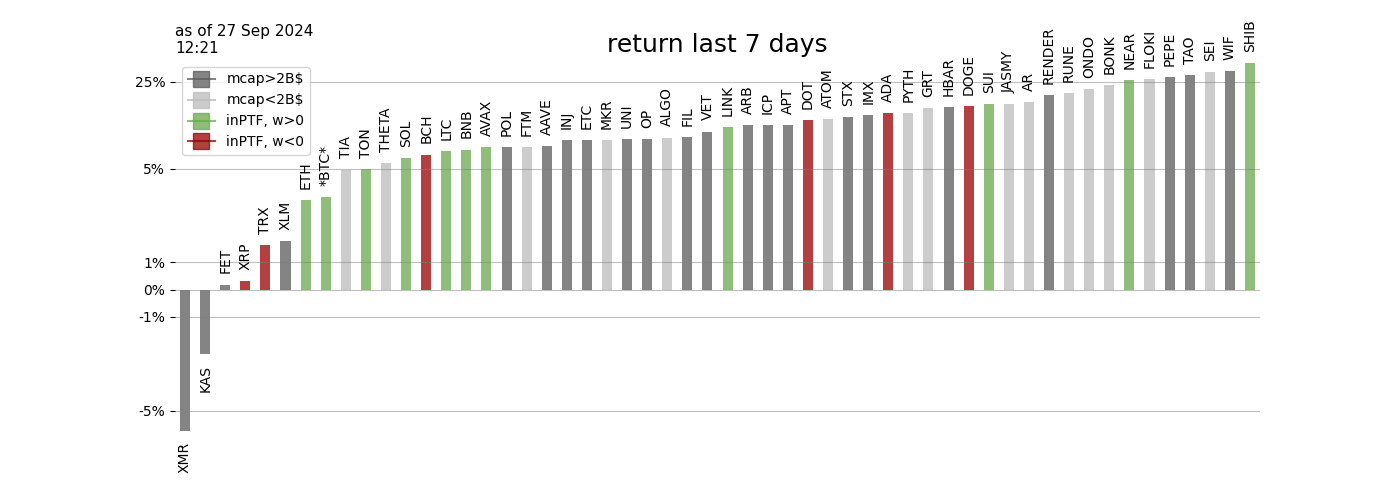 as of 27 Sep 2024
12:21
return last 7 days
mcap>2B$
mcap<2B$
inPTF, w>0
inPTF, w<0
25%
5%
1%
0%
-1%
-5%
XMR
KAS
FET
XRP
TRX
XLM
ETH
*BTC*
TIA
TON
THETA
SOL
BCH
LTC
BNB
AVAX
POL
FTM
AAVE
INJ
ETC
MKR
UNI
OP
ALGO
FIL
VET
LINK
ARB
ICP
APT
DOT
ATOM
STX
IMX
ADA
PYTH
GRT
HBAR
DOGE
SUI
JASMY
AR
RENDER
RUNE
ONDO
BONK
NEAR
FLOKI
PEPE
TAO
SEI
WIF
SHIB